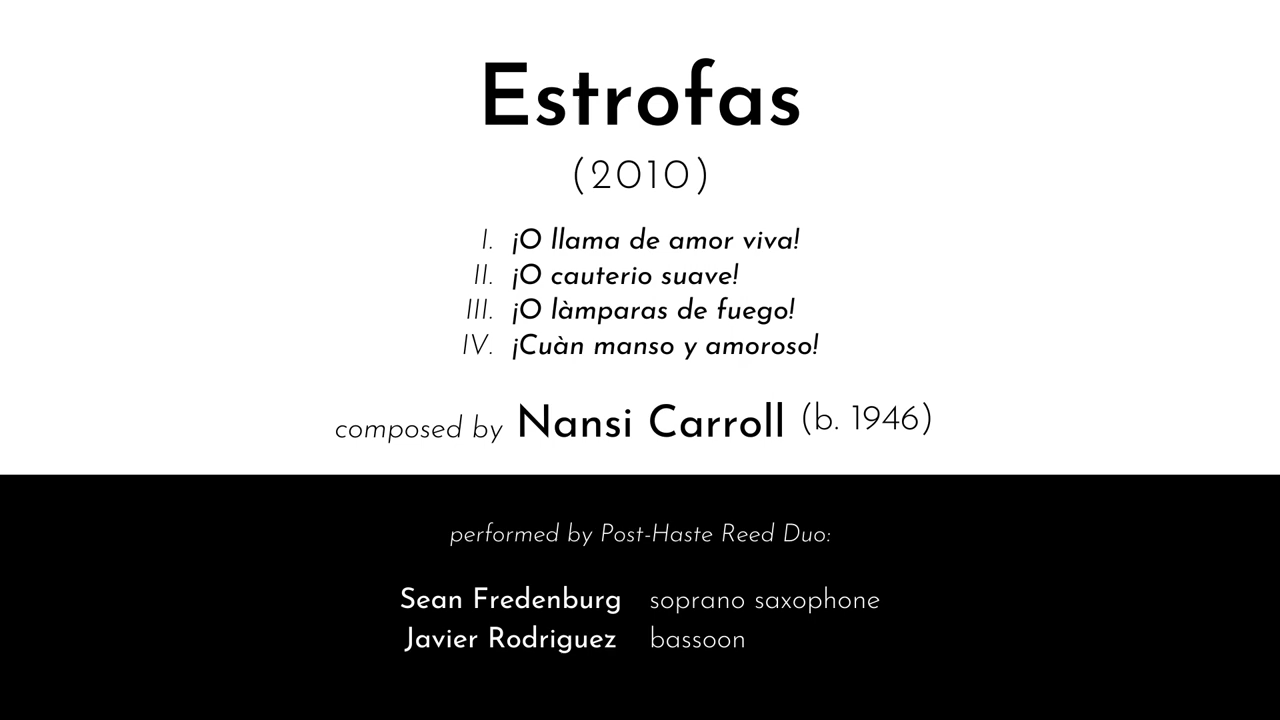 Estrofas
(2010)
I. ¡O llama de amor viva!
II. ¡O cauterio suave!
III. ¡O làmparas de fuego!
IV. ¡Cuàn manso y amoroso!
composed by Nansi Carroll (b. 1946)
performed by Post-Haste Reed Duo:
Sean Fredenburg soprano saxophone
Javier Rodriguez bassoon